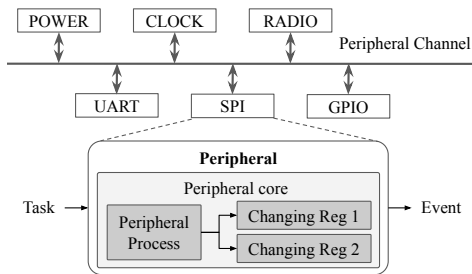 POWER CLOCK RADIO
Peripheral Channel
UART SPI GPIO
Peripheral
Peripheral core
Task
Peripheral
Process
Changing Reg 1
Changing Reg 2
Event